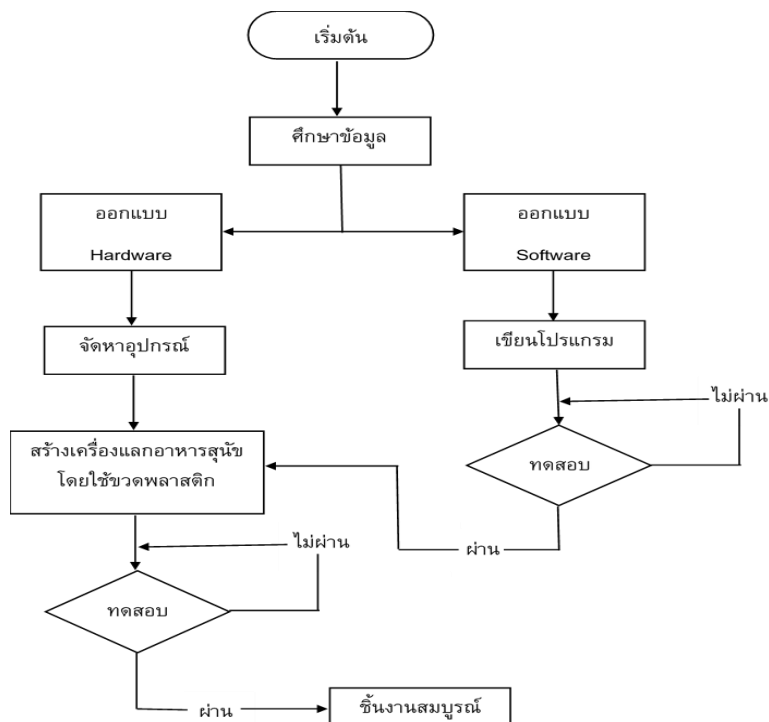 เริ่มต้น
ศึกษาข้อมูล
ออกแบบ
Hardware
ออกแบบ
Software
จัดหาอุปกรณ์
เขียนโปรแกรม
ไม่ผ่าน
สร้างเครื่องแลกอาหารสุนัข
โดยใช้ขวดพลาสติก
ทดสอบ
ไม่ผ่าน
ผ่าน
ทดสอบ
ผ่าน
ชิ้นงานสมบูรณ์